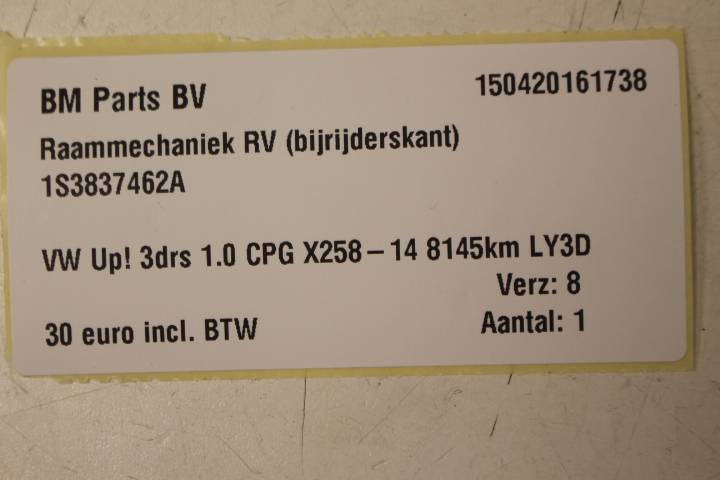 BM Parts BV 150420161738
Raammechaniek RV (bijrijderskant)
1S3837462A
VW Up! 3drs 1.0 CPG X258-14 8145km LY3D
Verz: 8
30 euro incl. BTW Aantal: 1